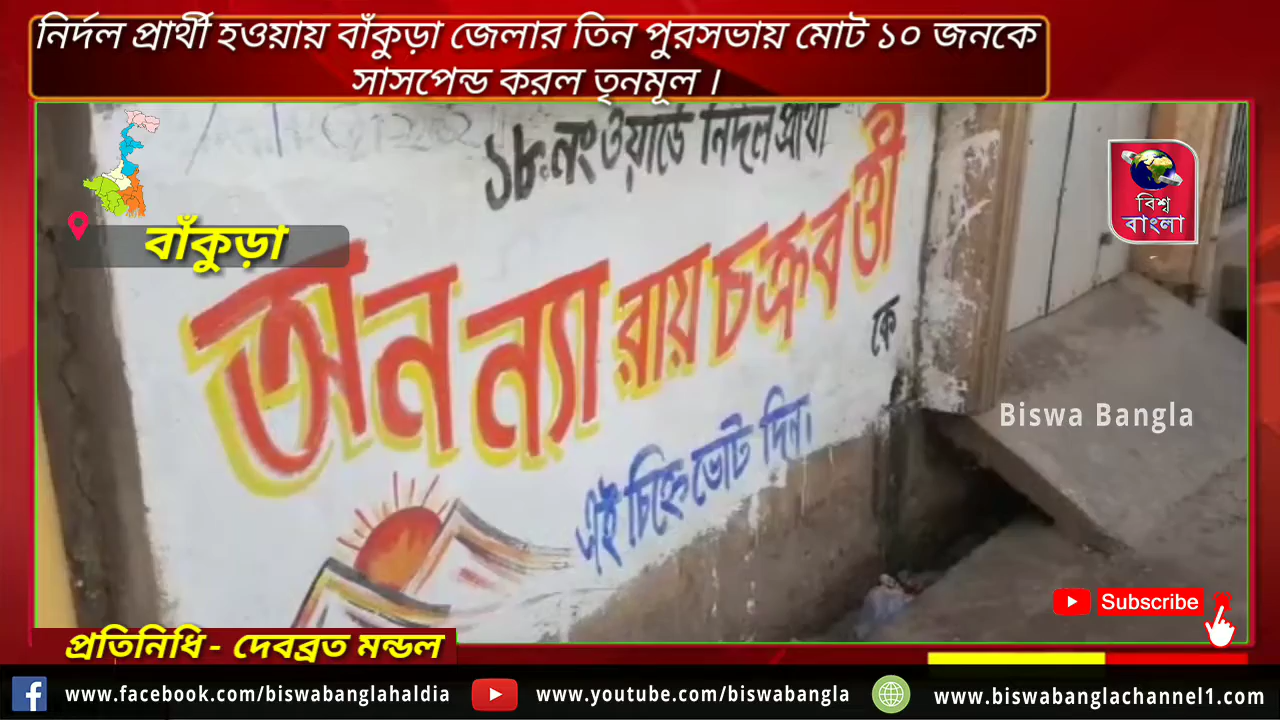 নির্দল প্রার্থী হওয়ায় বাঁকুড়া জেলার তিন পুরসভায় মোট ১০ জনকে
সাসপেন্ড করল তৃনমূল ।
১৮নং ওয়ার্ডে নির্দল প্রার্থী
বিশ্ব
বাংলা
বাঁকুড়া
অনন্যা রায় চক্রবর্ত্তী
কে
এই চিহ্নে ভোট দিন।
Biswa Bangla
Subscribe
প্রতিনিধি - দেবব্রত মন্ডল
www.facebook.com/biswabanglahaldia
www.youtube.com/biswabangla
www.biswabanglachannel1.com